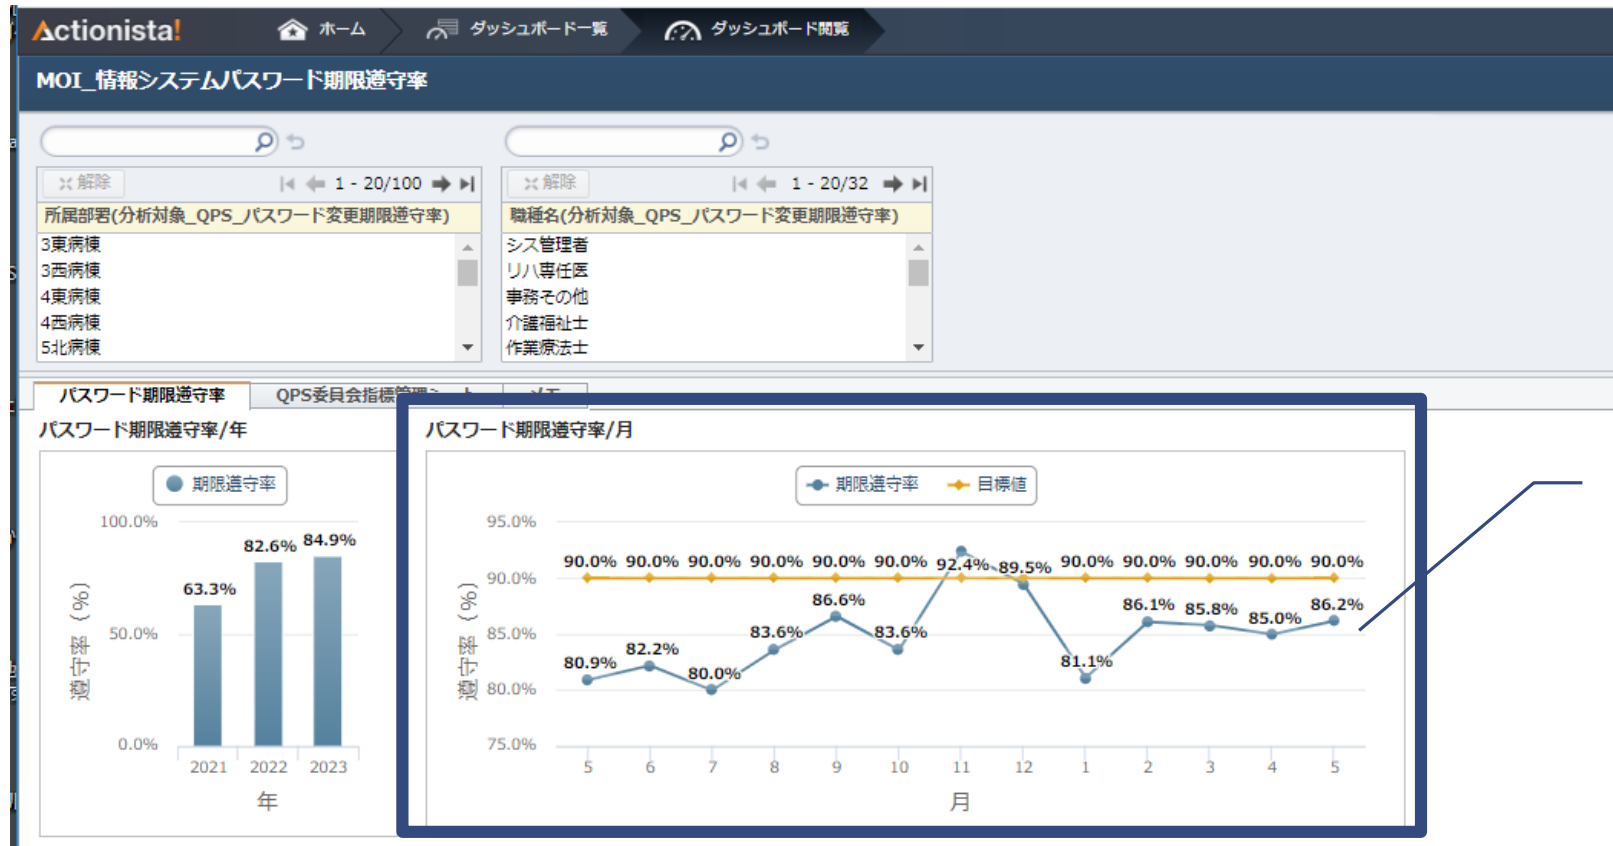 Actionista!
ホーム
ダッシュボード一覧
ダッシュボード閲覧
MOI_情報システムパスワード期限遵守率
解除
1 - 20/100
所属部署(分析対象_QPS_パスワード変更期限遵守率)
3東病棟
3西病棟
4東病棟
4西病棟
5北病棟
解除
1 - 20/32
職種名(分析対象_QPS_パスワード変更期限遵守率)
シス管理者
リハ専任医
事務その他
介護福祉士
作業療法士
パスワード期限遵守率
QPS委員会指標管理シート
メモ
パスワード期限遵守率/年
期限遵守率
100.0%
50.0%
0.0%
遵守率 (%)
63.3%
82.6%
84.9%
2021
2022
2023
年
パスワード期限遵守率/月
期限遵守率
目標値
95.0%
90.0%
85.0%
80.0%
75.0%
遵守率 (%)
90.0% 90.0% 90.0% 90.0% 90.0% 90.0% 92.4% 89.5% 90.0% 90.0% 90.0% 90.0% 90.0%
80.9% 82.2% 80.0% 83.6% 86.6% 83.6% 81.1% 86.1% 85.8% 85.0% 86.2%
5 6 7 8 9 10 11 12 1 2 3 4 5
月